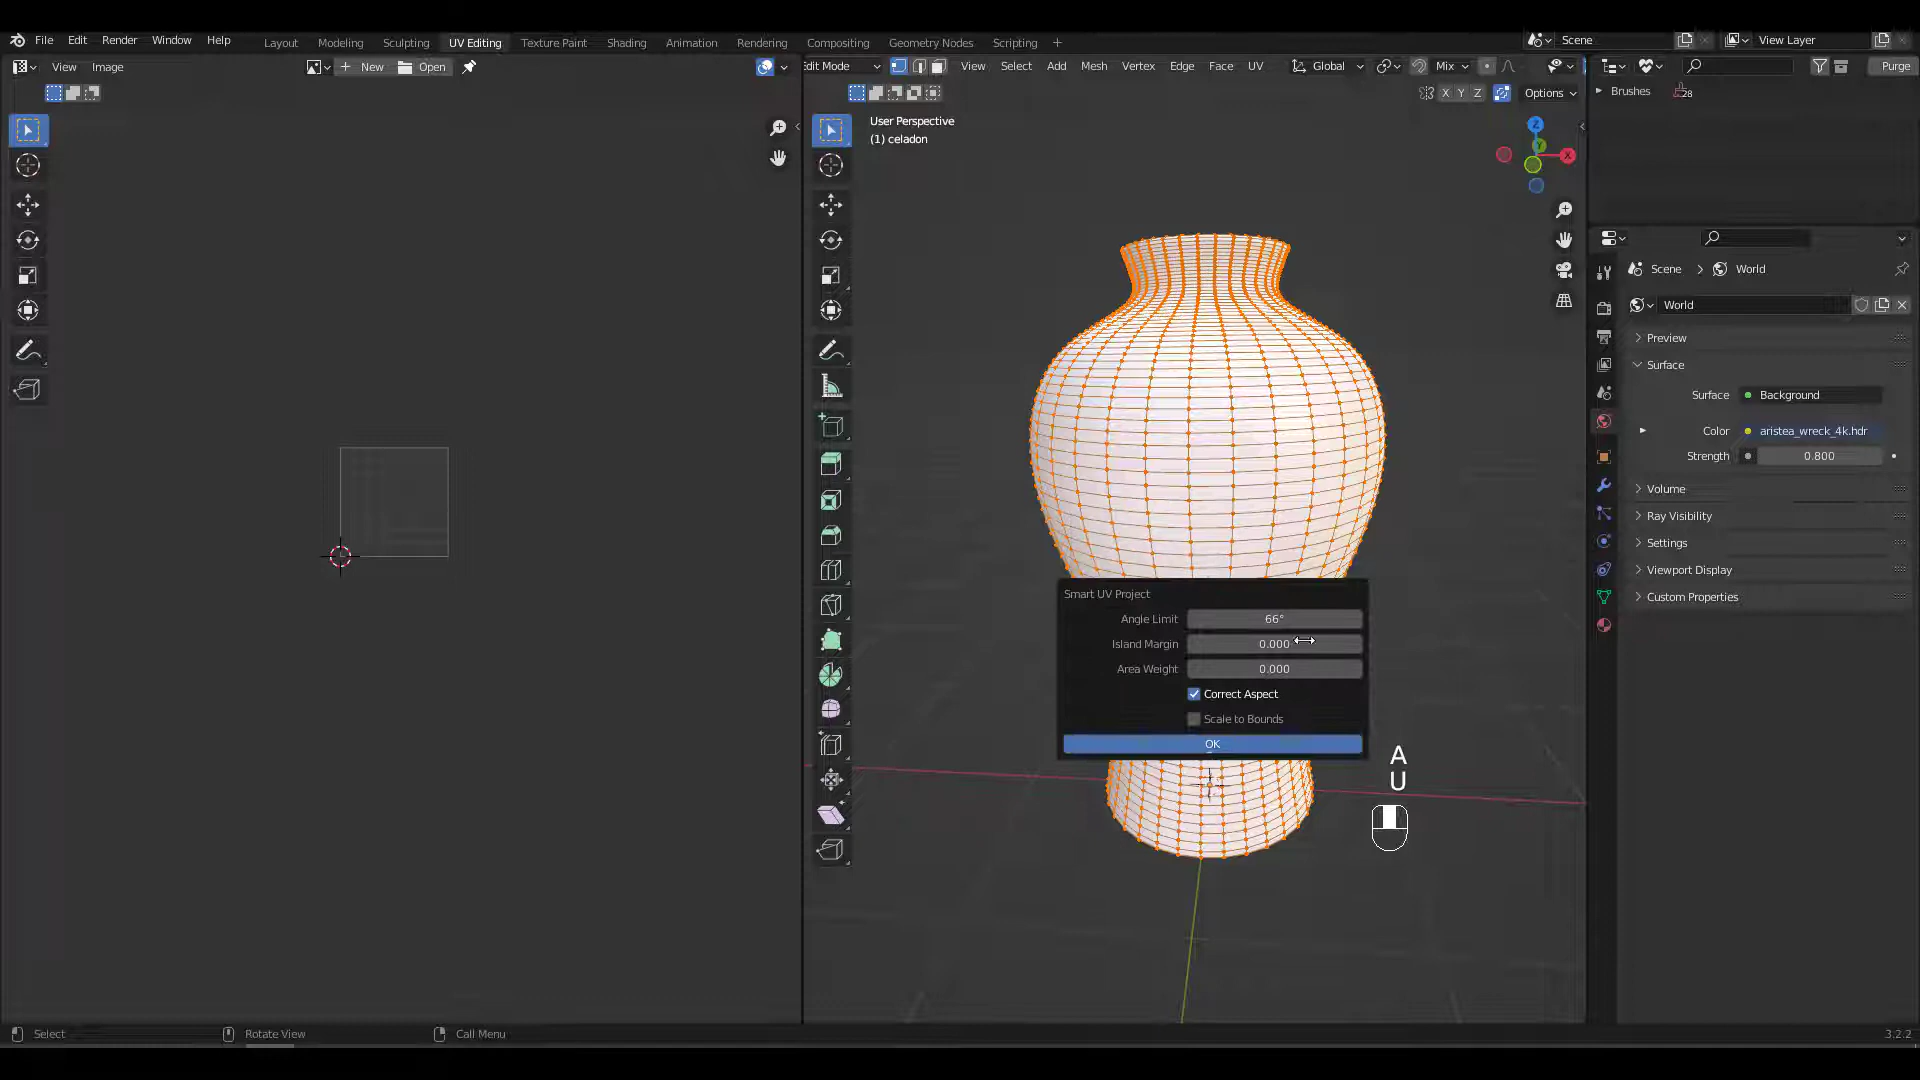 File Edit Render Window Help
Layout Modeling Sculpting UV Editing Texture Paint Shading Animation Rendering Compositing Geometry Nodes Scripting +
Scene
View Layer
View Image
New Open
dit Mode
View Select Add Mesh Vertex Edge Face UV
Global
Mix
Purge
X Y Z
Options
Brushes
28
User Perspective
(1) celadon
Z
Y
X
Scene > World
World
Preview
Surface
Surface Background
Color aristea_wreck_4k.hdr
Strength 0.800
Volume
Ray Visibility
Settings
Viewport Display
Custom Properties
Smart UV Project
Angle Limit 66°
Island Margin 0.000
Area Weight 0.000
Correct Aspect
Scale to Bounds
OK
A
U
Select Rotate View Call Menu
3.2.2